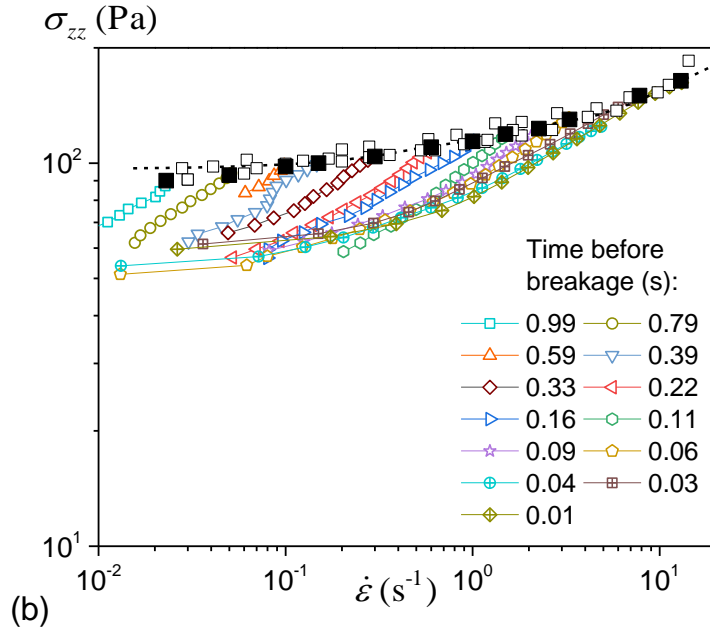 σzz (Pa)
10²
Time before
breakage (s):
0.99 0.79
0.59 0.39
0.33 0.22
0.16 0.11
0.09 0.06
0.04 0.03
0.01
10¹
10⁻² 10⁻¹ 10⁰ 10¹
ε̇ (s⁻¹)
(b)